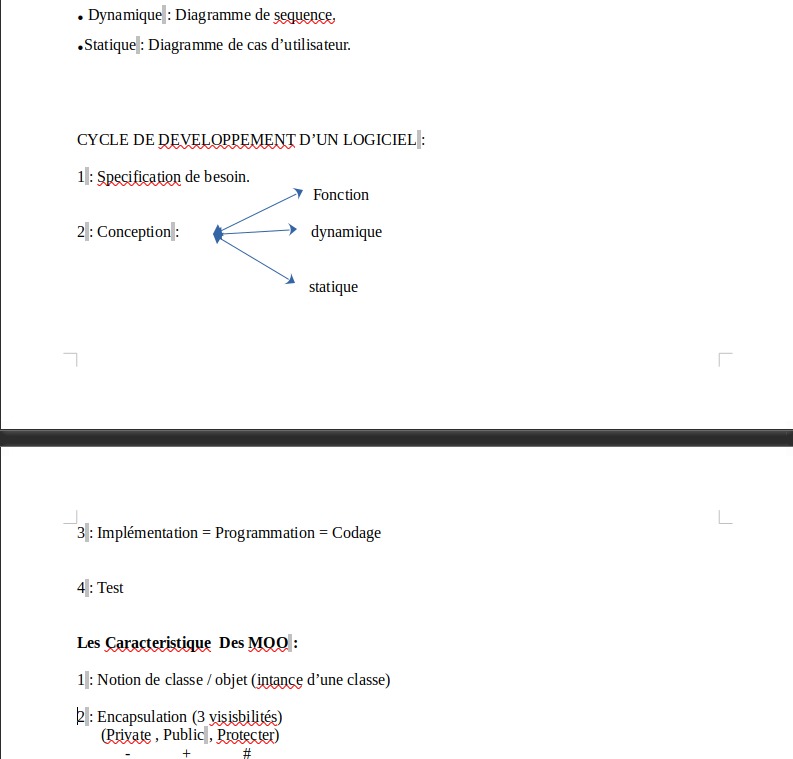 • Dynamique : Diagramme de sequence,
•Statique : Diagramme de cas d’utilisateur.
CYCLE DE DEVELOPPEMENT D’UN LOGICIEL :
1 : Specification de besoin.
Fonction
2 : Conception :
dynamique
statique
3 : Implémentation = Programmation = Codage
4 : Test
Les Caracteristique  Des MOO :
1 : Notion de classe / objet (intance d’une classe)
2 : Encapsulation (3 visisbilités)
(Private , Public , Protecter)
- + #